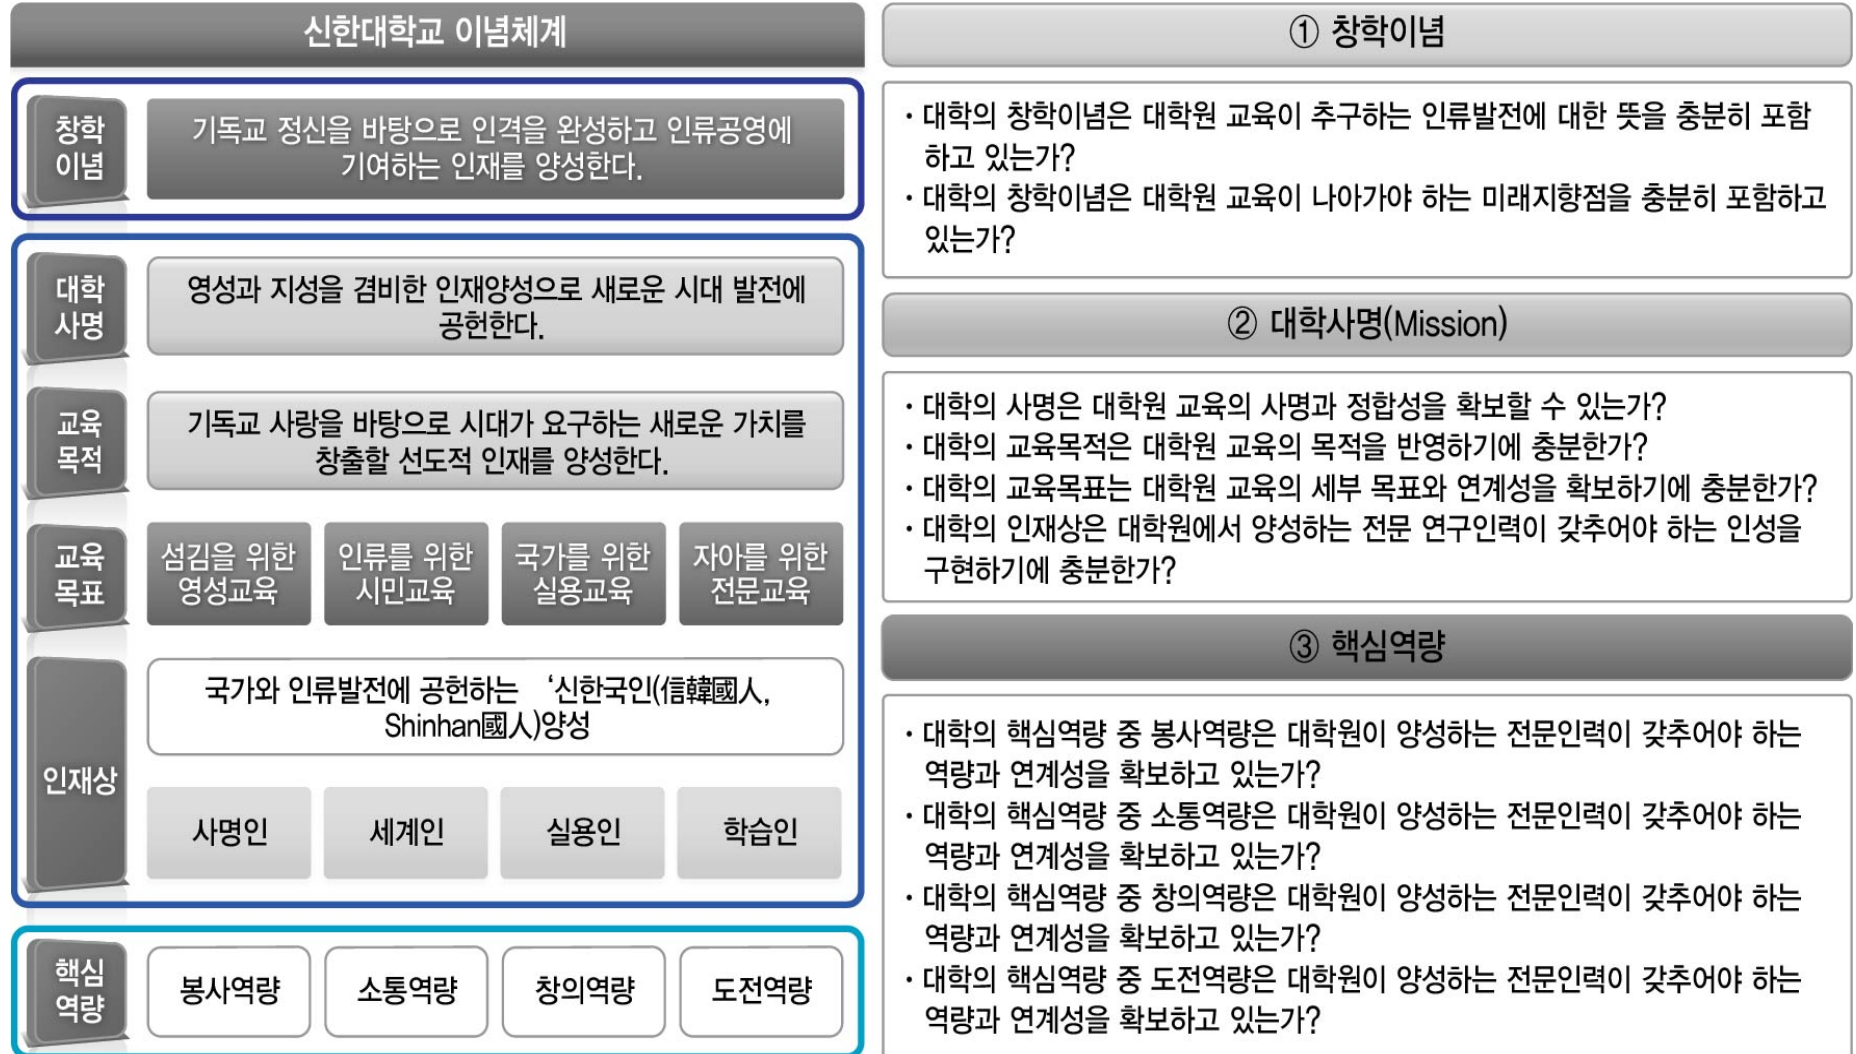 신한대학교 이념체계
창학
이념
기독교 정신을 바탕으로 인격을 완성하고 인류공영에
기여하는 인재를 양성한다.
대학
사명
영성과 지성을 겸비한 인재양성으로 새로운 시대 발전에
공헌한다.
교육
목적
기독교 사랑을 바탕으로 시대가 요구하는 새로운 가치를
창출할 선도적 인재를 양성한다.
교육
목표
섬김을 위한
영성교육
인류를 위한
시민교육
국가를 위한
실용교육
자아를 위한
전문교육
인재상
국가와 인류발전에 공헌하는 ‘신한국인(信韓國人,
Shinhan國人)양성
사명인
세계인
실용인
학습인
핵심
역량
봉사역량
소통역량
창의역량
도전역량
① 창학이념
· 대학의 창학이념은 대학원 교육이 추구하는 인류발전에 대한 뜻을 충분히 포함
하고 있는가?
· 대학의 창학이념은 대학원 교육이 나아가야 하는 미래지향점을 충분히 포함하고
있는가?
② 대학사명(Mission)
· 대학의 사명은 대학원 교육의 사명과 정합성을 확보할 수 있는가?
· 대학의 교육목적은 대학원 교육의 목적을 반영하기에 충분한가?
· 대학의 교육목표는 대학원 교육의 세부 목표와 연계성을 확보하기에 충분한가?
· 대학의 인재상은 대학원에서 양성하는 전문 연구인력이 갖추어야 하는 인성을
구현하기에 충분한가?
③ 핵심역량
· 대학의 핵심역량 중 봉사역량은 대학원이 양성하는 전문인력이 갖추어야 하는
역량과 연계성을 확보하고 있는가?
· 대학의 핵심역량 중 소통역량은 대학원이 양성하는 전문인력이 갖추어야 하는
역량과 연계성을 확보하고 있는가?
· 대학의 핵심역량 중 창의역량은 대학원이 양성하는 전문인력이 갖추어야 하는
역량과 연계성을 확보하고 있는가?
· 대학의 핵심역량 중 도전역량은 대학원이 양성하는 전문인력이 갖추어야 하는
역량과 연계성을 확보하고 있는가?